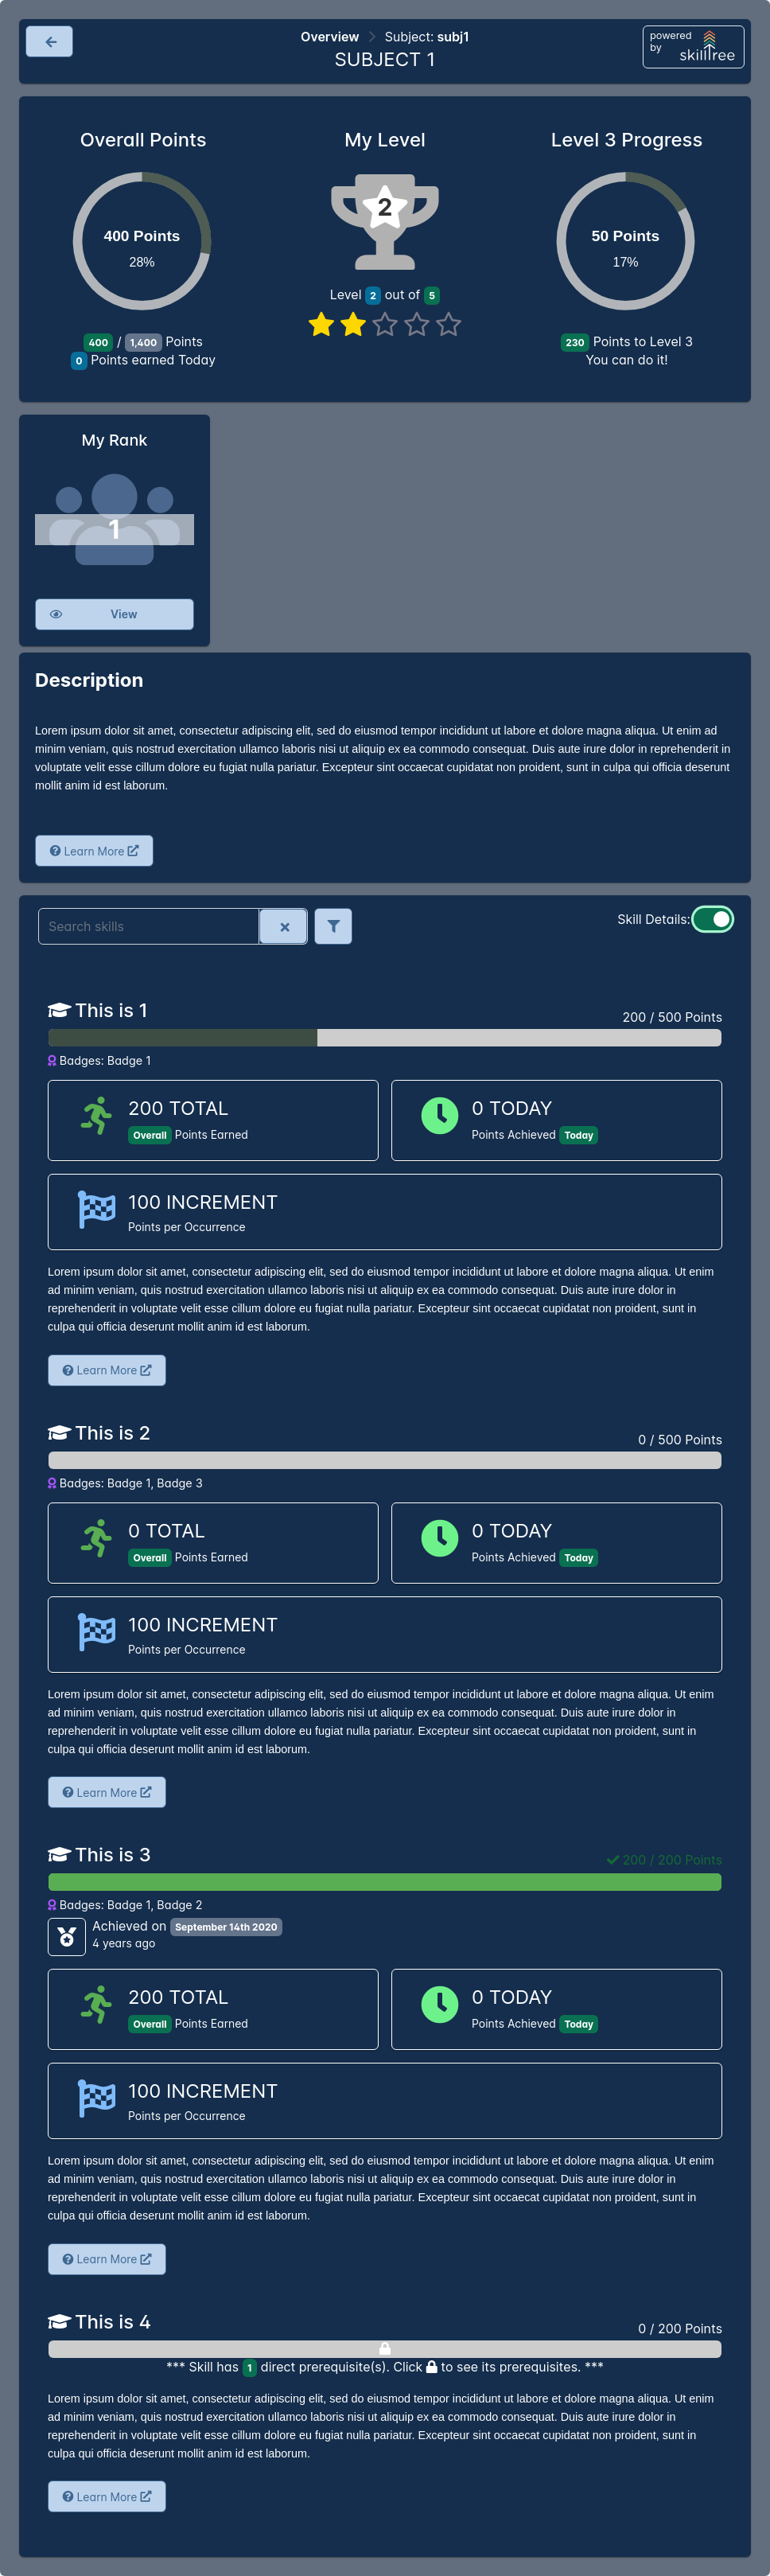 Overview > Subject: subj1
SUBJECT 1
powered
by
skilltree
Overall Points
400 Points
28%
400 / 1,400 Points
0 Points earned Today
My Level
2
Level 2 out of 5
Level 3 Progress
50 Points
17%
230 Points to Level 3
You can do it!
My Rank
1
View
Description
Lorem ipsum dolor sit amet, consectetur adipiscing elit, sed do eiusmod tempor incididunt ut labore et dolore magna aliqua. Ut enim ad
minim veniam, quis nostrud exercitation ullamco laboris nisi ut aliquip ex ea commodo consequat. Duis aute irure dolor in reprehenderit in
voluptate velit esse cillum dolore eu fugiat nulla pariatur. Excepteur sint occaecat cupidatat non proident, sunt in culpa qui officia deserunt
mollit anim id est laborum.
Learn More
Search skills
Skill Details:
This is 1
200 / 500 Points
Badges: Badge 1
200 TOTAL
Overall Points Earned
0 TODAY
Points Achieved Today
100 INCREMENT
Points per Occurrence
Lorem ipsum dolor sit amet, consectetur adipiscing elit, sed do eiusmod tempor incididunt ut labore et dolore magna aliqua. Ut enim
ad minim veniam, quis nostrud exercitation ullamco laboris nisi ut aliquip ex ea commodo consequat. Duis aute irure dolor in
reprehenderit in voluptate velit esse cillum dolore eu fugiat nulla pariatur. Excepteur sint occaecat cupidatat non proident, sunt in
culpa qui officia deserunt mollit anim id est laborum.
Learn More
This is 2
0 / 500 Points
Badges: Badge 1, Badge 3
0 TOTAL
Overall Points Earned
0 TODAY
Points Achieved Today
100 INCREMENT
Points per Occurrence
Lorem ipsum dolor sit amet, consectetur adipiscing elit, sed do eiusmod tempor incididunt ut labore et dolore magna aliqua. Ut enim
ad minim veniam, quis nostrud exercitation ullamco laboris nisi ut aliquip ex ea commodo consequat. Duis aute irure dolor in
reprehenderit in voluptate velit esse cillum dolore eu fugiat nulla pariatur. Excepteur sint occaecat cupidatat non proident, sunt in
culpa qui officia deserunt mollit anim id est laborum.
Learn More
This is 3
200 / 200 Points
Badges: Badge 1, Badge 2
Achieved on September 14th 2020
4 years ago
200 TOTAL
Overall Points Earned
0 TODAY
Points Achieved Today
100 INCREMENT
Points per Occurrence
Lorem ipsum dolor sit amet, consectetur adipiscing elit, sed do eiusmod tempor incididunt ut labore et dolore magna aliqua. Ut enim
ad minim veniam, quis nostrud exercitation ullamco laboris nisi ut aliquip ex ea commodo consequat. Duis aute irure dolor in
reprehenderit in voluptate velit esse cillum dolore eu fugiat nulla pariatur. Excepteur sint occaecat cupidatat non proident, sunt in
culpa qui officia deserunt mollit anim id est laborum.
Learn More
This is 4
0 / 200 Points
*** Skill has 1 direct prerequisite(s). Click to see its prerequisites. ***
Lorem ipsum dolor sit amet, consectetur adipiscing elit, sed do eiusmod tempor incididunt ut labore et dolore magna aliqua. Ut enim
ad minim veniam, quis nostrud exercitation ullamco laboris nisi ut aliquip ex ea commodo consequat. Duis aute irure dolor in
reprehenderit in voluptate velit esse cillum dolore eu fugiat nulla pariatur. Excepteur sint occaecat cupidatat non proident, sunt in
culpa qui officia deserunt mollit anim id est laborum.
Learn More